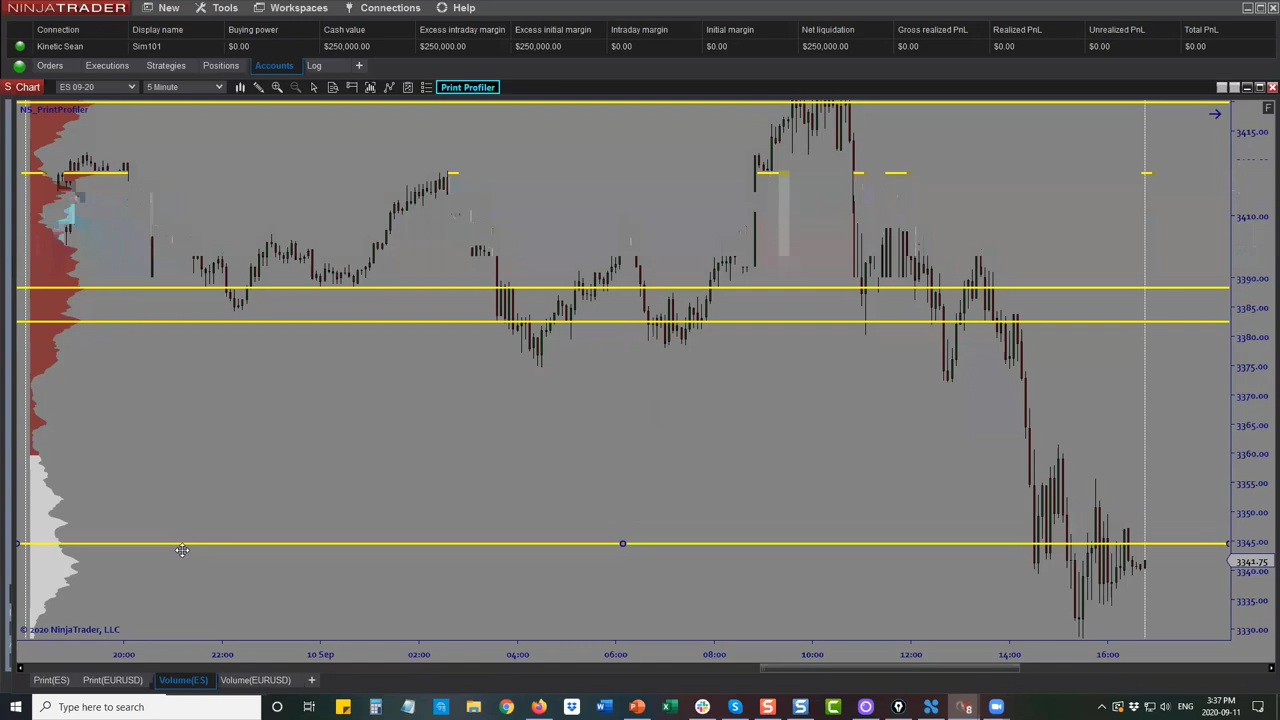 NINJATRADER New Tools Workspaces Connections Help
Connection Display name Buying power Cash value Excess intraday margin Excess initial margin Intraday margin Initial margin Net liquidation Gross realized PnL Realized PnL Unrealized PnL Total PnL
Kinetic Sean Sim101 $0.00 $250,000.00 $250,000.00 $250,000.00 $0.00 $0.00 $250,000.00 $0.00 $0.00 $0.00 $0.00
Orders Executions Strategies Positions Accounts Log +
S Chart ES 09-20 5 Minute Print Profiler
NS_PrintProfiler
F
3415.00
3410.00
3390.00
3385.00
3380.00
3375.00
3370.00
3365.00
3360.00
3355.00
3350.00
3345.00
3341.75
3340.00
3335.00
3330.00
© 2020 NinjaTrader, LLC
20:00 22:00 10 Sep 02:00 04:00 06:00 08:00 10:00 12:00 14:00 16:00
Print(ES) Print(EURUSD) Volume(ES) Volume(EURUSD) +
Type here to search
ENG 3:37 PM
2020-09-11